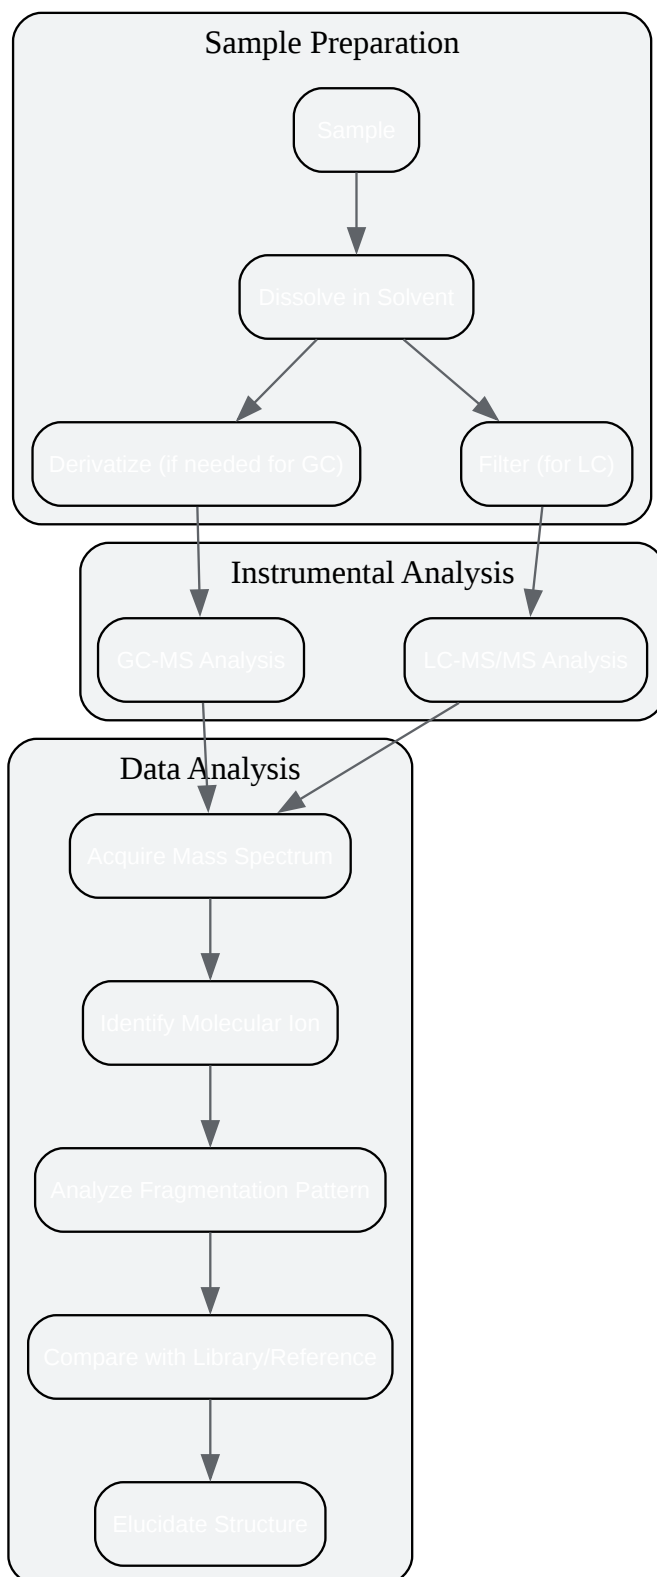 Sample Preparation
Sample
Dissolve in Solvent
Derivatize (if needed for GC)
Filter (for LC)
Instrumental Analysis
GC-MS Analysis
LC-MS/MS Analysis
Data Analysis
Acquire Mass Spectrum
Identify Molecular Ion
Analyze Fragmentation Pattern
Compare with Library/Reference
Elucidate Structure